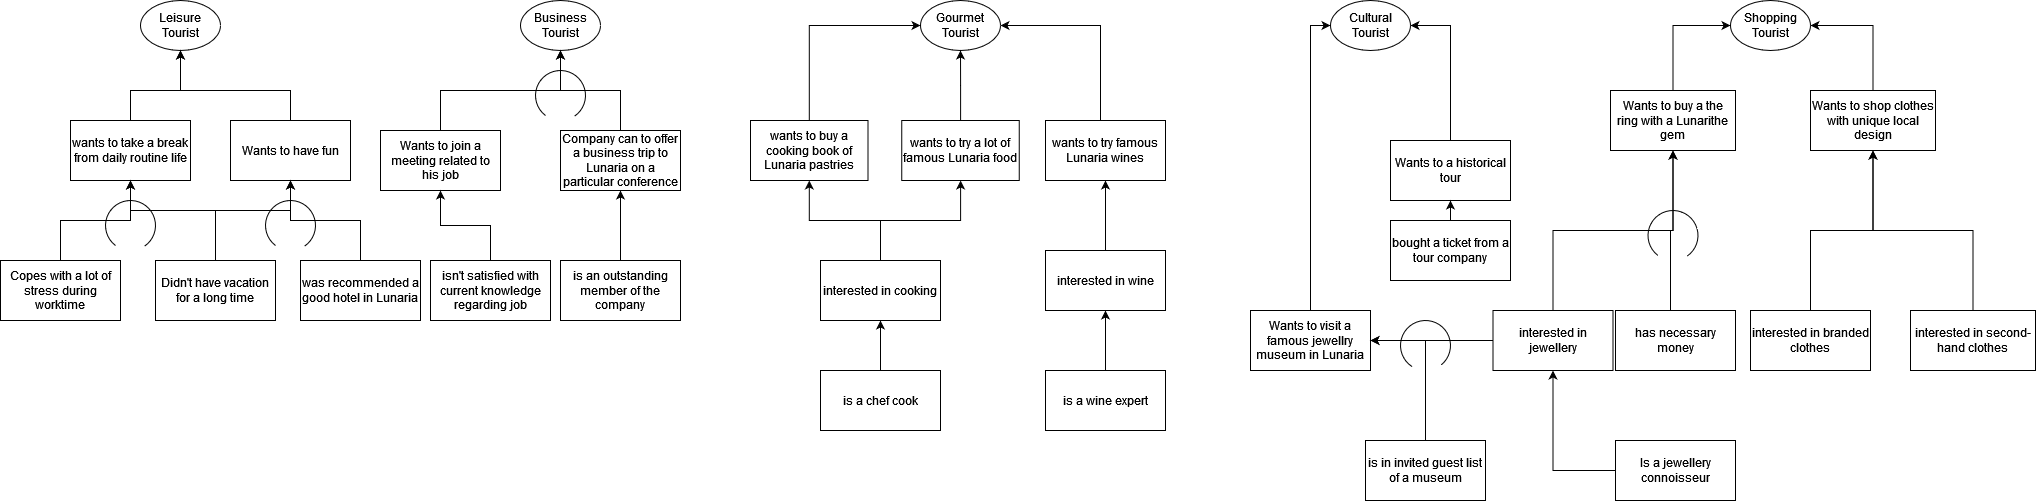 Leisure
Tourist
Business
Tourist
Gourmet
Tourist
Cultural
Tourist
Shopping
Tourist
wants to take a break
from daily routine life
Wants to have fun
Wants to join a
meeting related to
his job
Company can to offer
a business trip to
Lunaria on a
particular conference
wants to buy a
cooking book of
Lunaria pastries
wants to try a lot of
famous Lunaria food
wants to try famous
Lunaria wines
Wants to a historical
tour
Wants to buy a the
ring with a Lunarithe
gem
Wants to shop clothes
with unique local
design
Copes with a lot of
stress during
worktime
Didn't have vacation
for a long time
was recommended a
good hotel in Lunaria
isn't satisfied with
current knowledge
regarding job
is an outstanding
member of the
company
interested in cooking
interested in wine
bought a ticket from a
tour company
Wants to visit a
famous jewellry
museum in Lunaria
interested in
jewellery
has necessary
money
interested in branded
clothes
interested in second-
hand clothes
is a chef cook
is a wine expert
is in invited guest list
of a museum
Is a jewellery
connoisseur